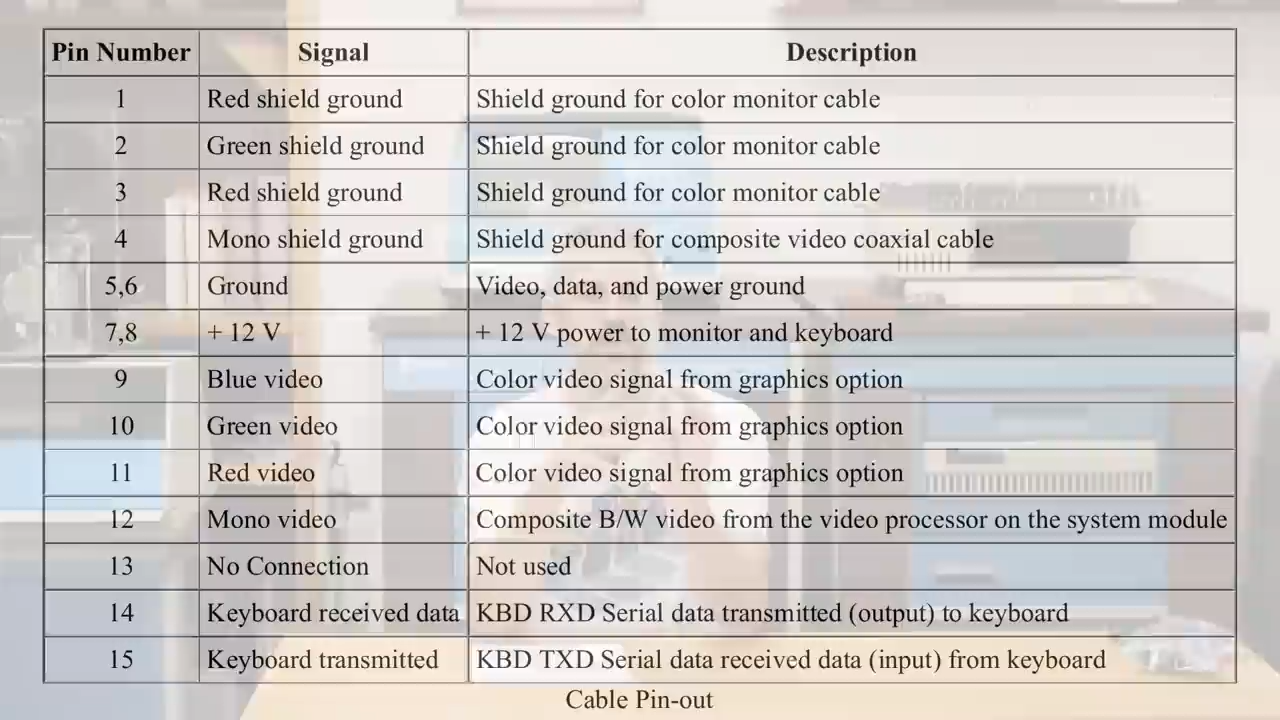 Pin Number Signal Description
1 Red shield ground Shield ground for color monitor cable
2 Green shield ground Shield ground for color monitor cable
3 Red shield ground Shield ground for color monitor cable
4 Mono shield ground Shield ground for composite video coaxial cable
5,6 Ground Video, data, and power ground
7,8 + 12 V + 12 V power to monitor and keyboard
9 Blue video Color video signal from graphics option
10 Green video Color video signal from graphics option
11 Red video Color video signal from graphics option
12 Mono video Composite B/W video from the video processor on the system module
13 No Connection Not used
14 Keyboard received data KBD RXD Serial data transmitted (output) to keyboard
15 Keyboard transmitted KBD TXD Serial data received data (input) from keyboard
Cable Pin-out